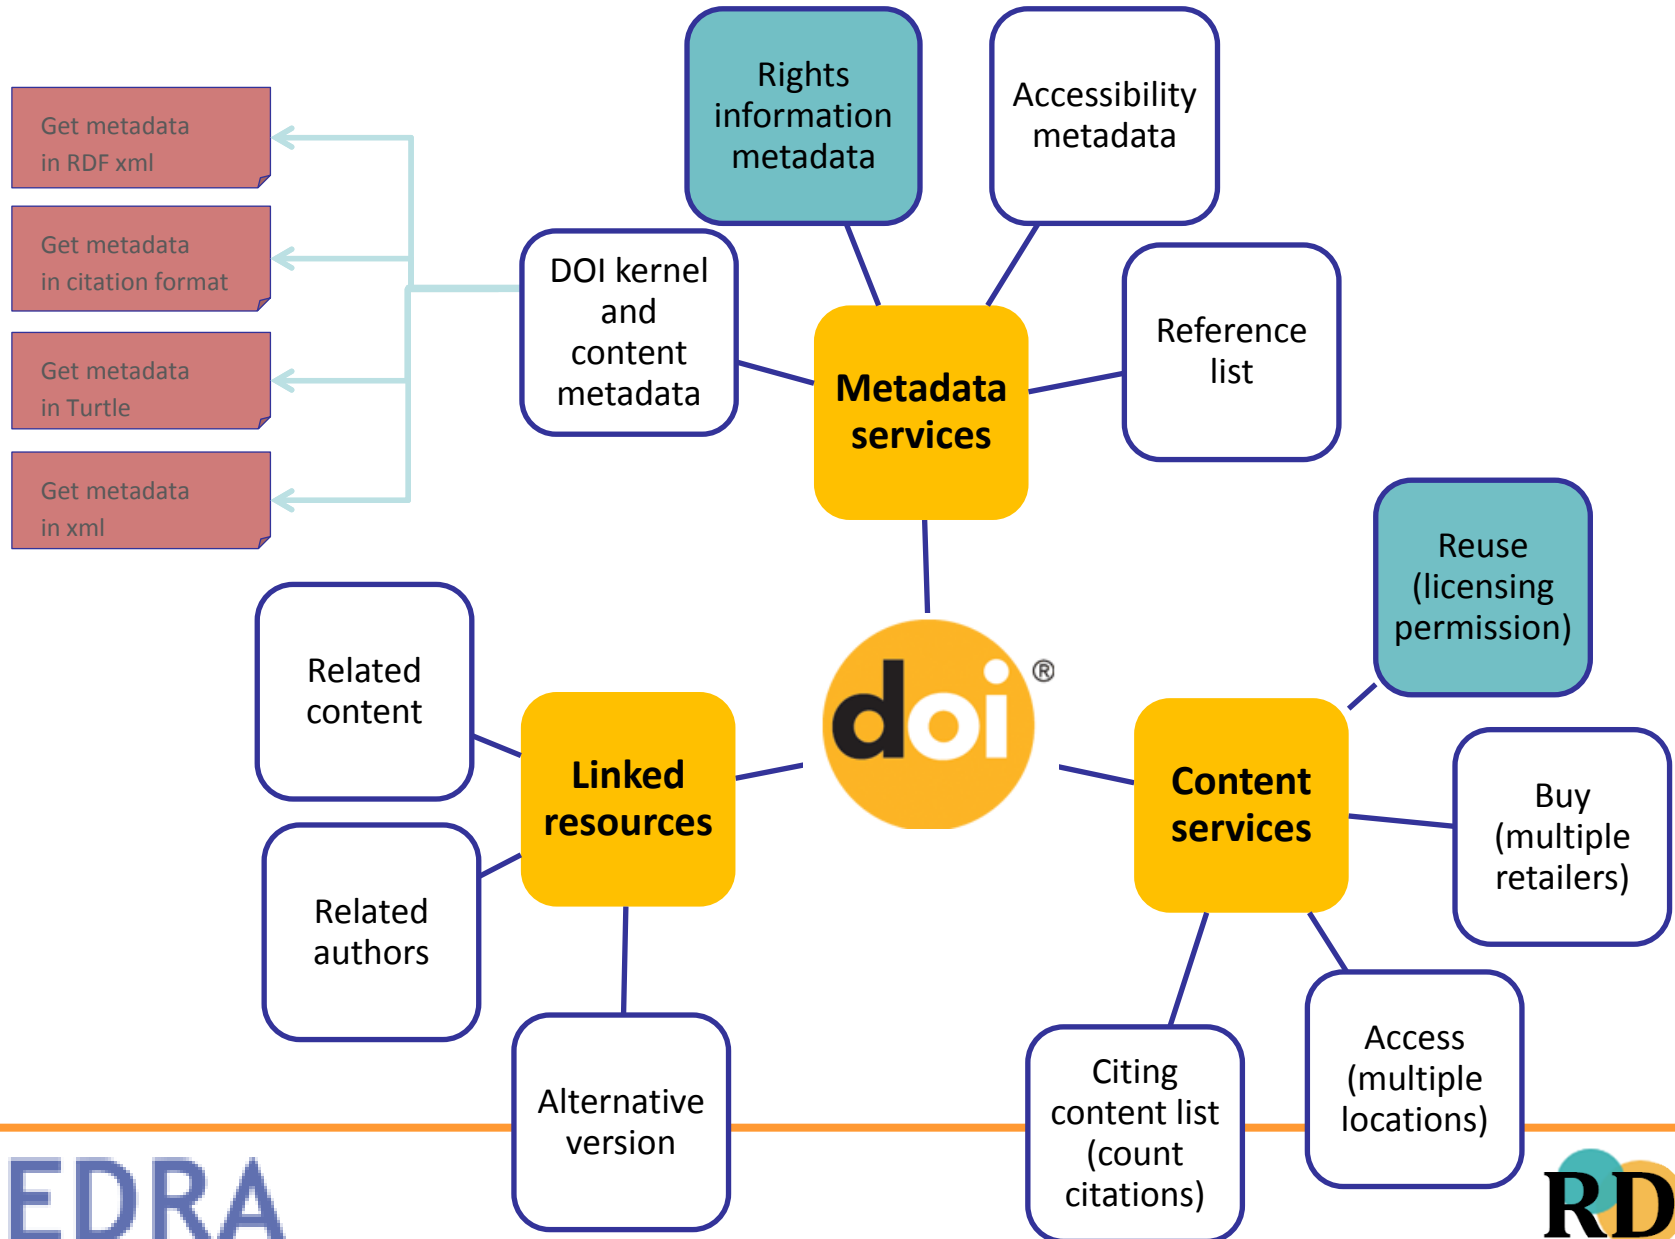 Rights
information
metadata
Accessibility
metadata
Get metadata
in RDF xml
Get metadata
in citation format
Get metadata
in Turtle
Get metadata
in xml
DOI kernel
and
content
metadata
Metadata
services
Reference
list
Reuse
(licensing
permission)
Related
content
doi®
Linked
resources
Content
services
Buy
(multiple
retailers)
Related
authors
Alternative
version
Citing
content list
(count
citations)
Access
(multiple
locations)
EDRA
RD